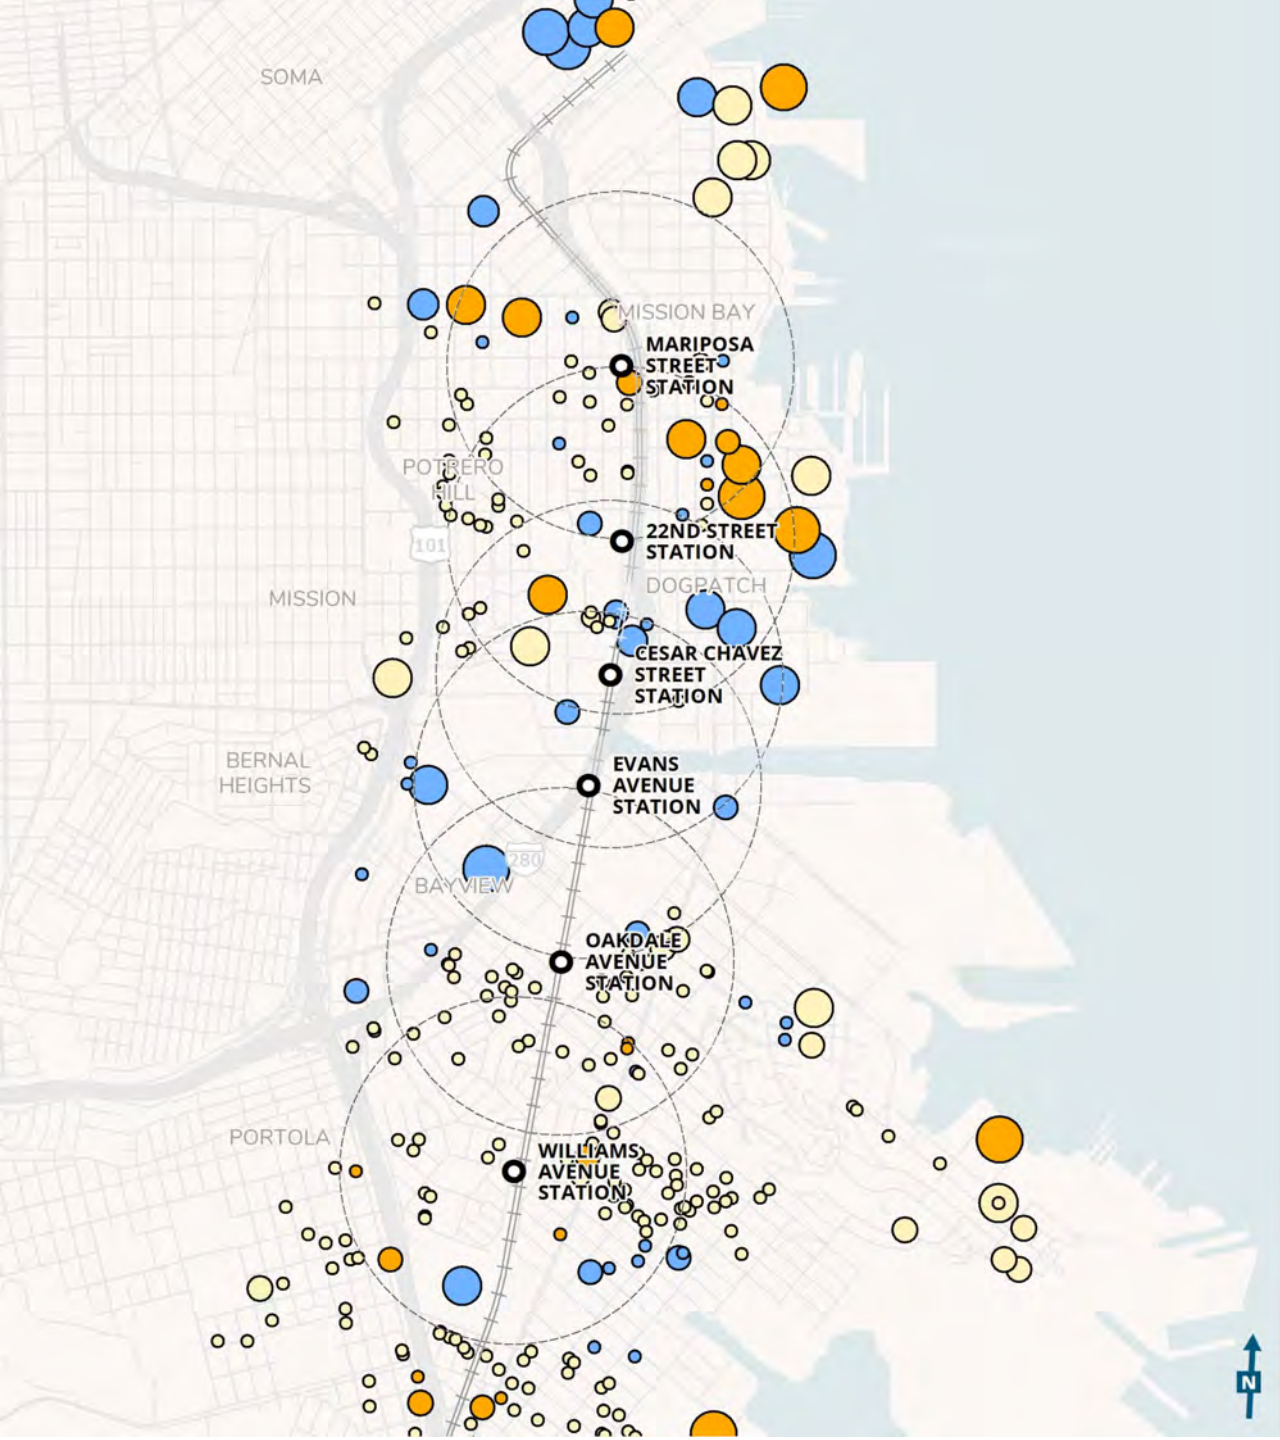 SOMA
MISSION BAY
MARIPOSA
STREET
STATION
POTRERO
HILL
101
22ND STREET
STATION
DOGPATCH
MISSION
CESAR CHAVEZ
STREET
STATION
BERNAL
HEIGHTS
EVANS
AVENUE
STATION
280
BAYVIEW
OAKDALE
AVENUE
STATION
PORTOLA
WILLIAMS
AVENUE
STATION
N